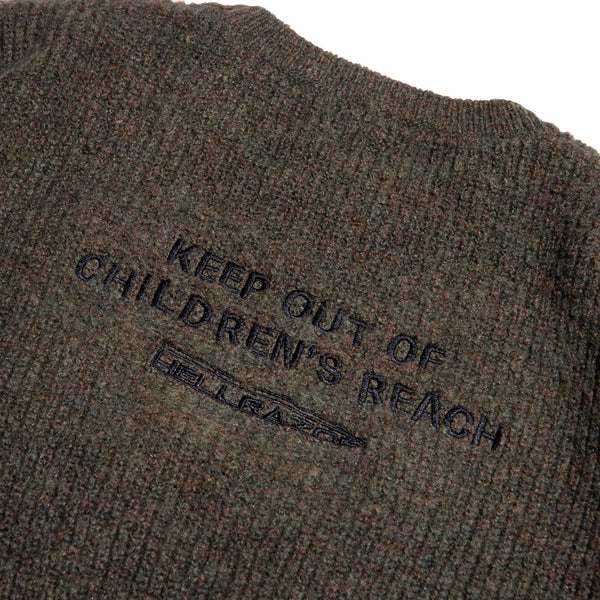 KEEP OUT OF
CHILDREN'S REACH
HELLRAZOR